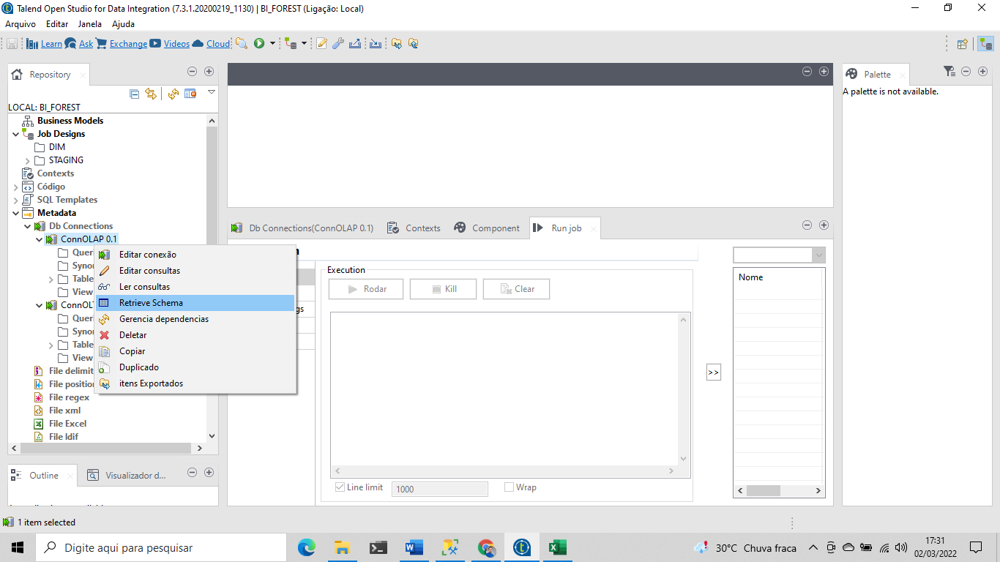 Talend Open Studio for Data Integration (7.3.1.20200219_1130) | BI_FOREST (Ligação: Local)
Arquivo Editar Janela Ajuda
Learn Ask Exchange Videos Cloud
Repository
LOCAL: BI_FOREST
Business Models
Job Designs
DIM
STAGING
Contexts
Código
SQL Templates
Metadata
Db Connections
ConnOLAP 0.1
Quer
Synor
Table
View
ConnOLT
Quer
Synor
Table
View
File delimit
File position
File regex
File xml
File Excel
File ldif
Editar conexão
Editar consultas
Ler consultas
Retrieve Schema
Gerencia dependencias
Deletar
Copiar
Duplicado
itens Exportados
Outline Visualizador d...
1 item selected
Db Connections(ConnOLAP 0.1) Contexts Component Run job
gs
Execution
Rodar Kill Clear
Line limit 1000 Wrap
>>
Nome
Palette
A palette is not available.
Digite aqui para pesquisar
30°C Chuva fraca
17:31
02/03/2022